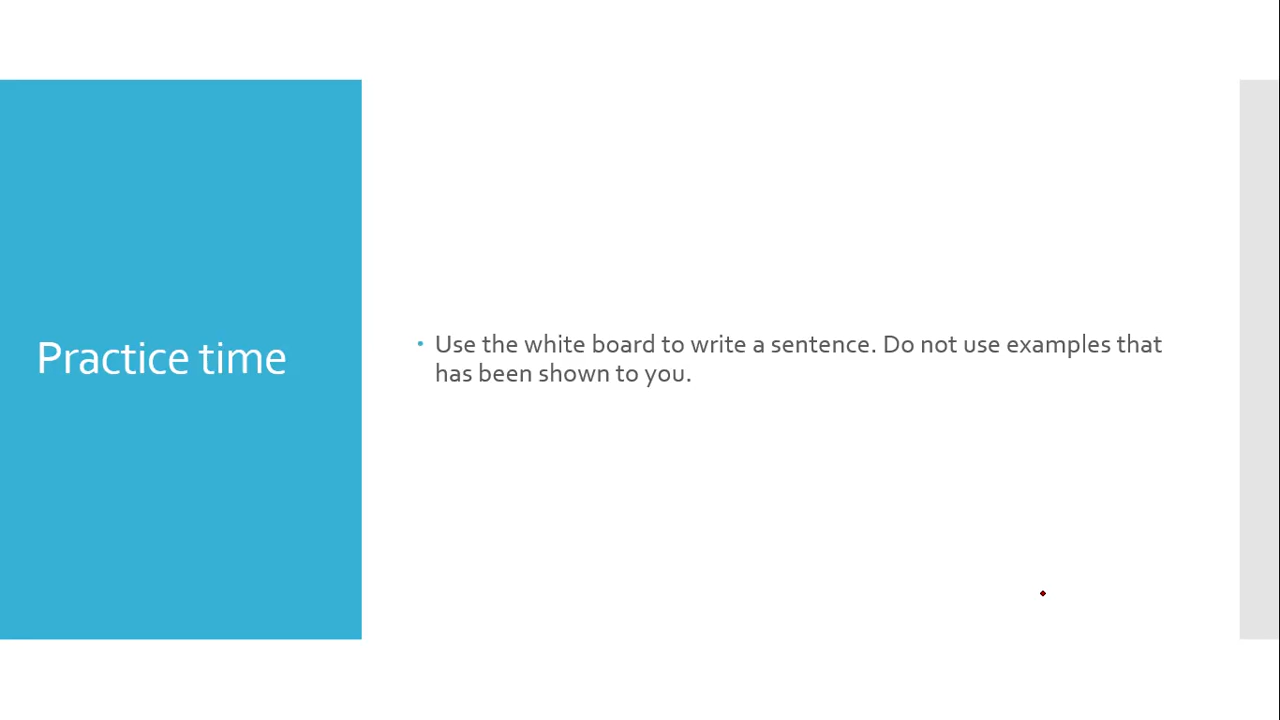 Practice time
Use the white board to write a sentence. Do not use examples that
has been shown to you.